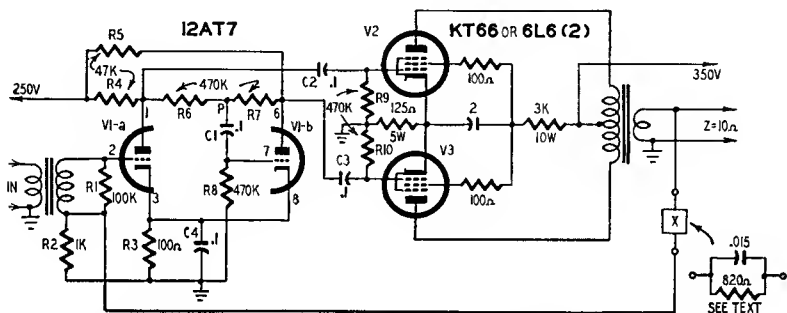 12AT7
KT66 OR 6L6 (2)
R5
47K
250V
R4
470K
R6
P
R7
1
6
C2 .1
V2
100Ω
350V
C1 .1
R9
470K
125Ω
5W
2
3K
10W
Z=10Ω
V1-a
V1-b
2
7
R10
V3
IN
R1
100K
3
R8
470K
8
C3
.1
100Ω
R2
1K
R3
100Ω
C4
.1
X
.015
820Ω
SEE TEXT